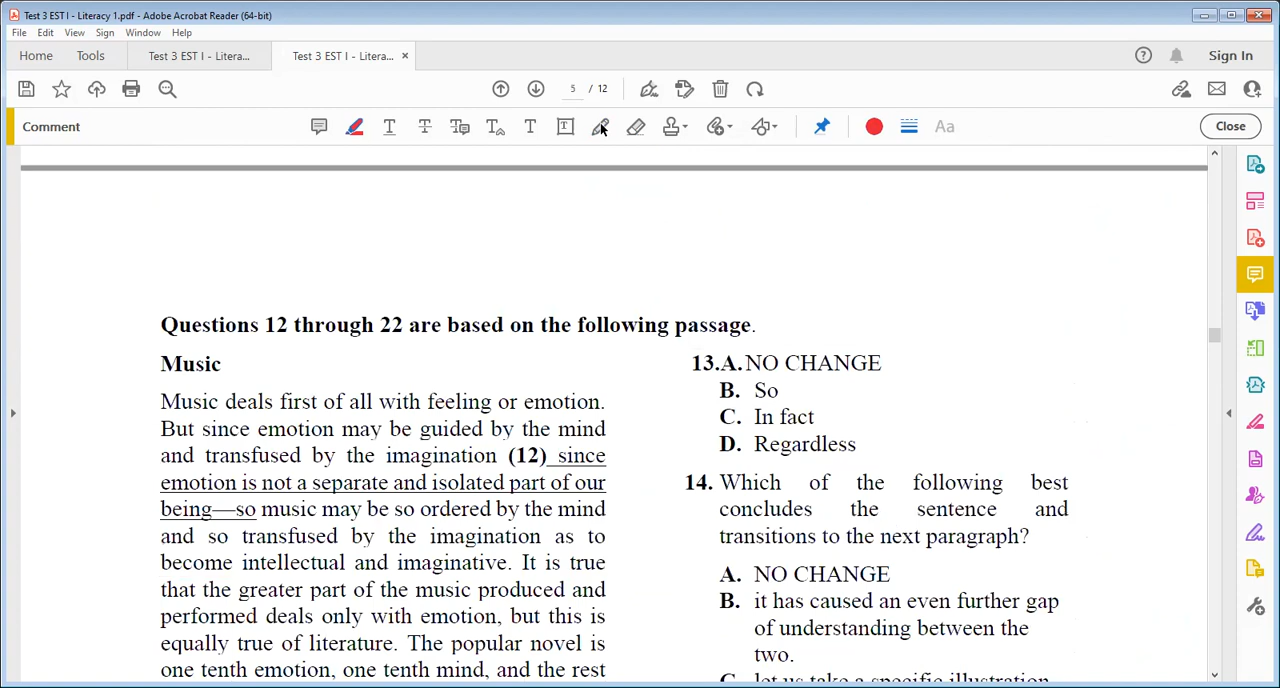 Test 3 EST I - Literacy 1.pdf - Adobe Acrobat Reader (64-bit)
File Edit View Sign Window Help
Home Tools Test 3 EST I - Litera... Test 3 EST I - Litera... × Sign In
5 / 12
Comment Aa Close
Questions 12 through 22 are based on the following passage.
Music
Music deals first of all with feeling or emotion.
But since emotion may be guided by the mind
and transfused by the imagination (12) since
emotion is not a separate and isolated part of our
being—so music may be so ordered by the mind
and so transfused by the imagination as to
become intellectual and imaginative. It is true
that the greater part of the music produced and
performed deals only with emotion, but this is
equally true of literature. The popular novel is
one tenth emotion, one tenth mind, and the rest
13.A. NO CHANGE
B. So
C. In fact
D. Regardless
14. Which of the following best
concludes the sentence and
transitions to the next paragraph?
A. NO CHANGE
B. it has caused an even further gap
of understanding between the
two.
C. let us take a specific illustration